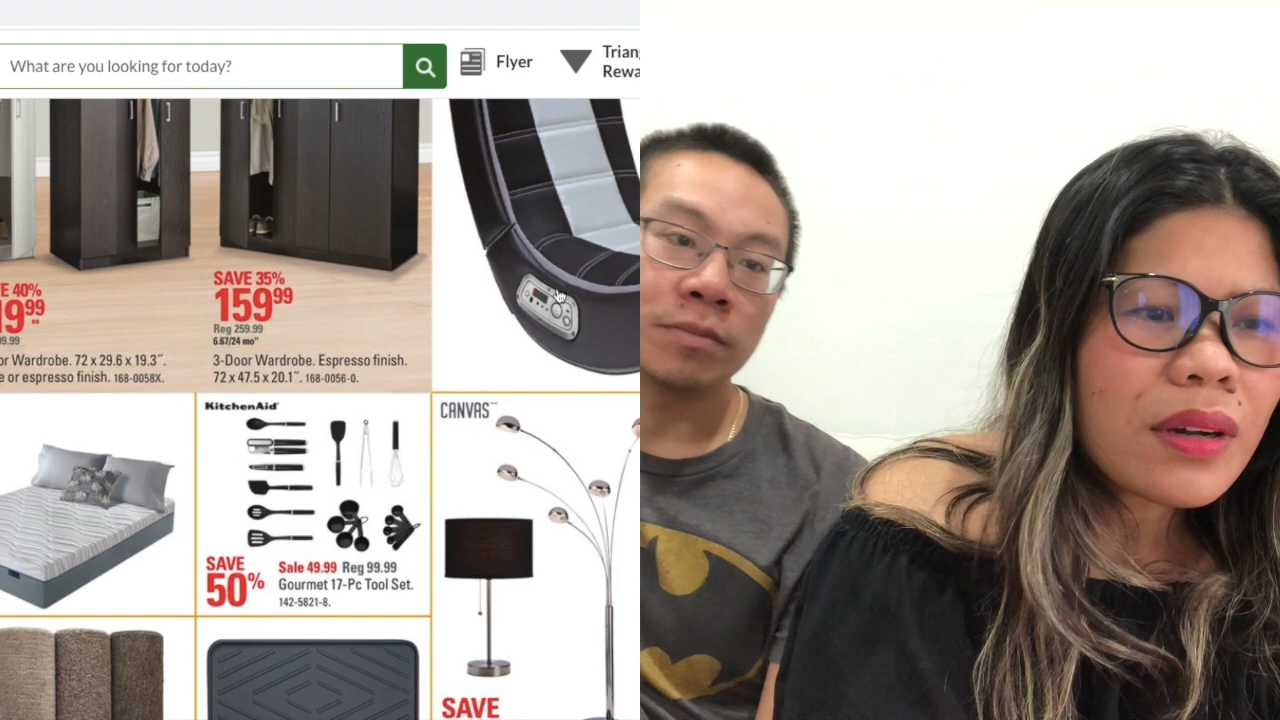 What are you looking for today?
Flyer
SAVE 35%
159 99
Reg 259.99
6.67/24 mo
3-Door Wardrobe. Espresso finish.
72 x 47.5 x 20.1″. 168-0056-0.
40%
Wardrobe. 72 x 29.6 x 19.3″.
or espresso finish. 168-0058X.
KitchenAid
SAVE
50%
Sale 49.99 Reg 99.99
Gourmet 17-Pc Tool Set.
142-5821-8.
CANVAS
SAVE